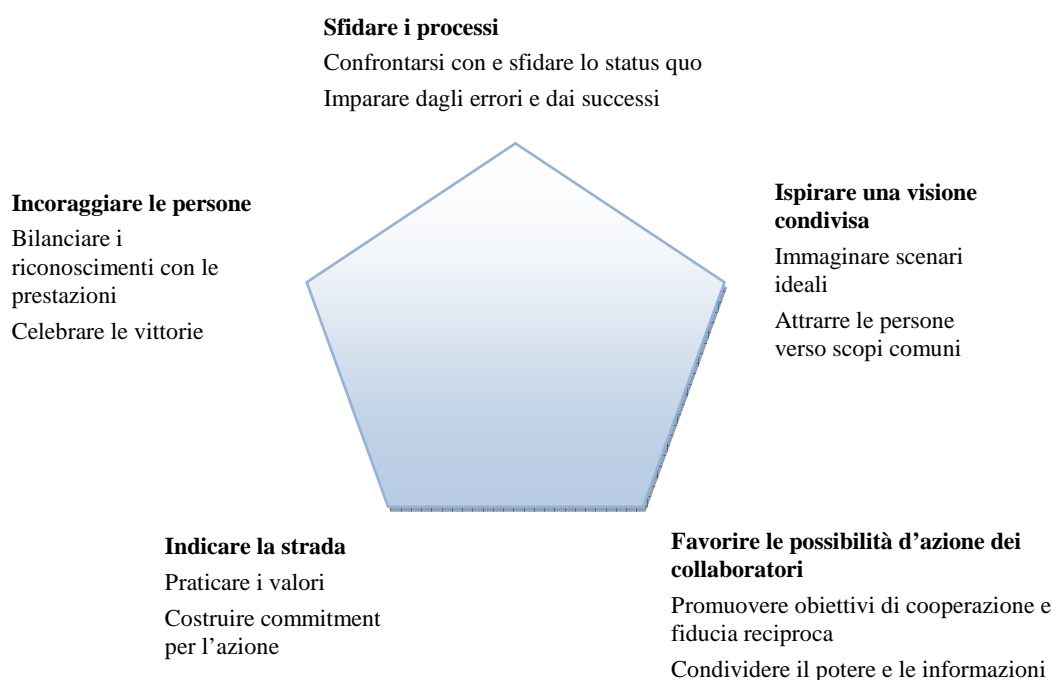 Sfidare i processi
Confrontarsi con e sfidare lo status quo
Imparare dagli errori e dai successi
Incoraggiare le persone
Bilanciare i
riconoscimenti con le
prestazioni
Celebrare le vittorie
Ispirare una visione
condivisa
Immaginare scenari
ideali
Attrarre le persone
verso scopi comuni
Indicare la strada
Praticare i valori
Costruire commitment
per l’azione
Favorire le possibilità d’azione dei
collaboratori
Promuovere obiettivi di cooperazione e
fiducia reciproca
Condividere il potere e le informazioni